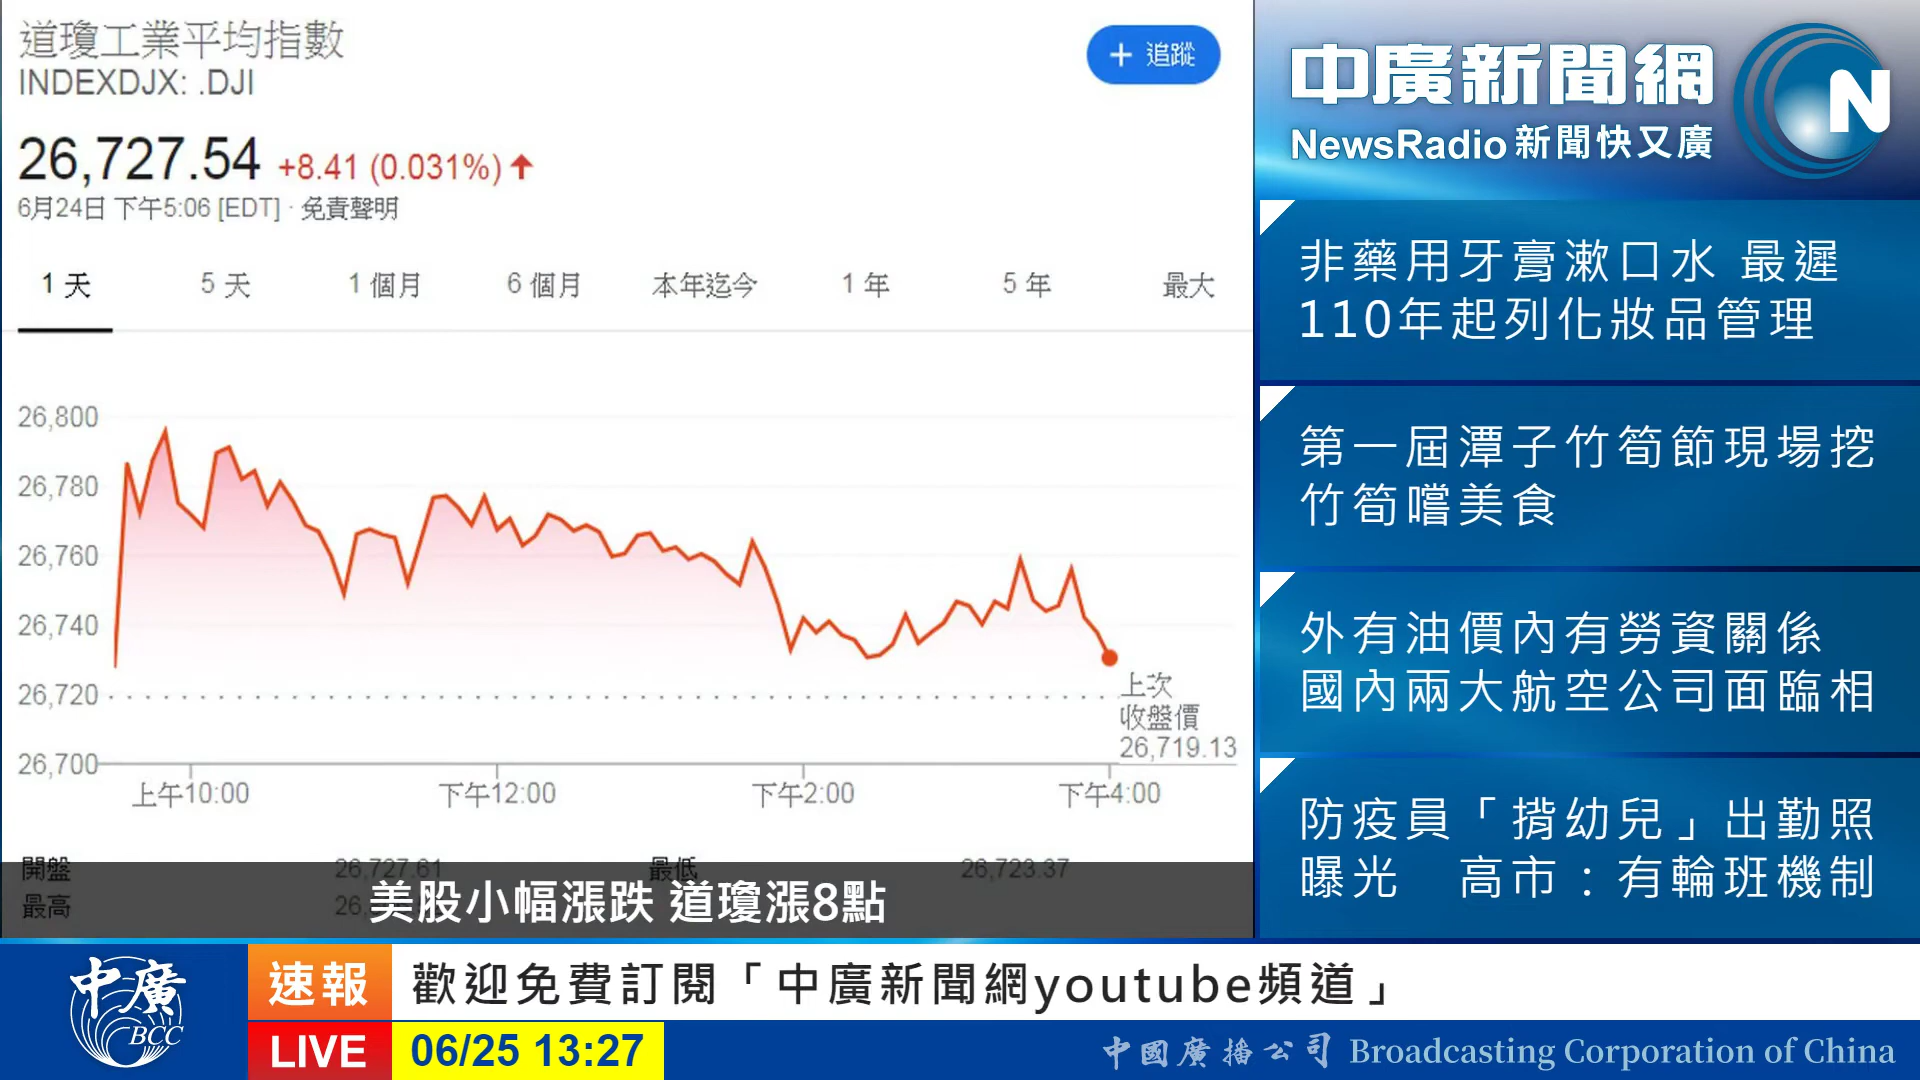 道瓊工業平均指數
INDEXDJX: .DJI
+ 追蹤
26,727.54 +8.41 (0.031%)
6月24日 下午5:06 [EDT] · 免責聲明
1 天 5 天 1 個月 6 個月 本年迄今 1 年 5 年 最大
26,800
26,780
26,760
26,740
26,720
26,700
上次
收盤價
26,719.13
上午10:00 下午12:00 下午2:00 下午4:00
開盤 26,727.61 最低 26,723.37
最高
美股小幅漲跌 道瓊漲8點
中廣新聞網
NewsRadio 新聞快又廣
N
非藥用牙膏漱口水 最遲
110年起列化妝品管理
第一屆潭子竹筍節現場挖
竹筍嚐美食
外有油價內有勞資關係
國內兩大航空公司面臨相
防疫員「揹幼兒」出勤照
曝光 高市：有輪班機制
中廣
BCC
速報 歡迎免費訂閱「中廣新聞網youtube頻道」
LIVE 06/25 13:27
中國廣播公司 Broadcasting Corporation of China